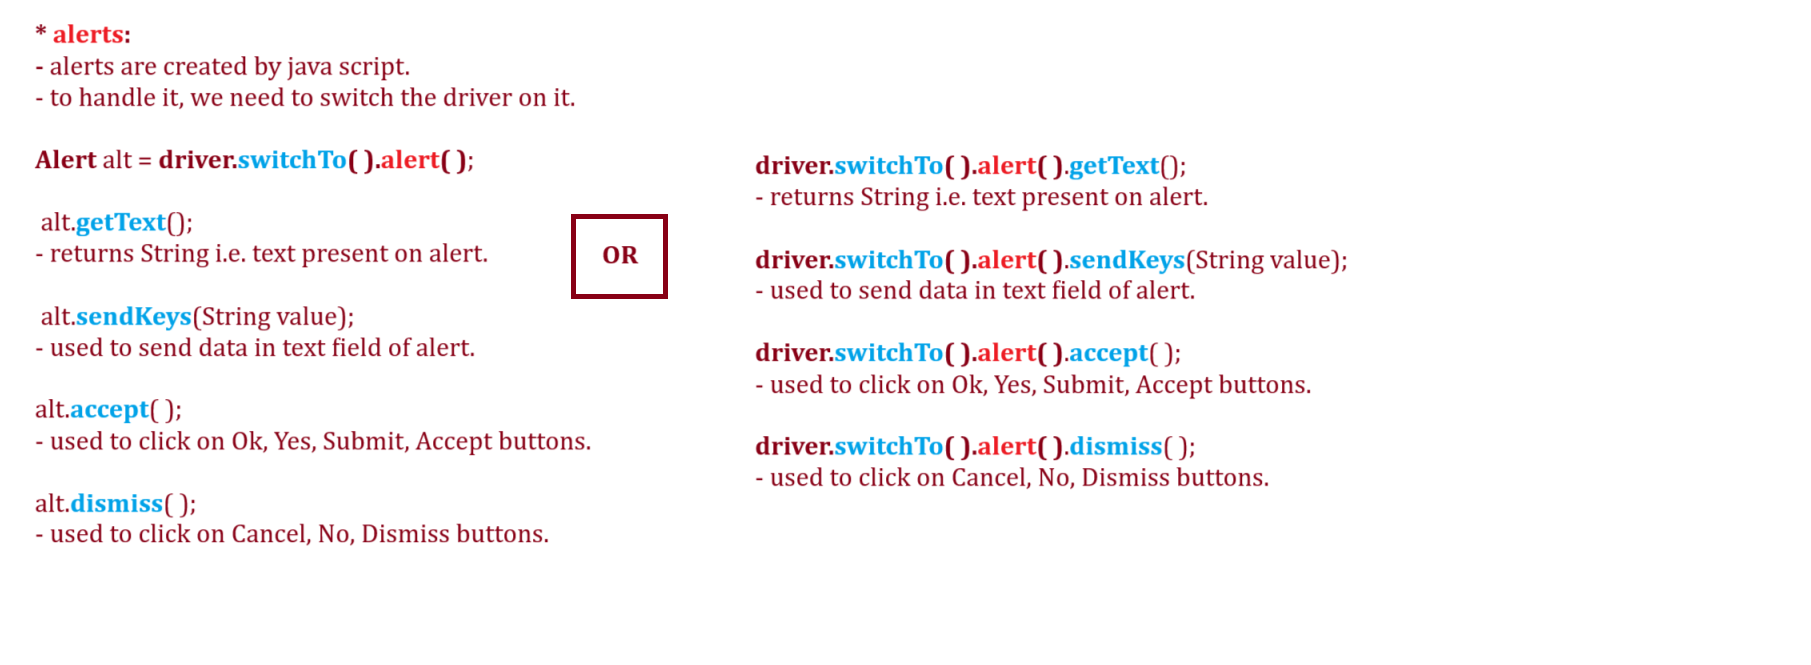 * alerts:
- alerts are created by java script.
- to handle it, we need to switch the driver on it.
Alert alt = driver.switchTo( ).alert( );
alt.getText();
- returns String i.e. text present on alert.
alt.sendKeys(String value);
- used to send data in text field of alert.
alt.accept( );
- used to click on Ok, Yes, Submit, Accept buttons.
alt.dismiss( );
- used to click on Cancel, No, Dismiss buttons.
OR
driver.switchTo( ).alert( ).getText();
- returns String i.e. text present on alert.
driver.switchTo( ).alert( ).sendKeys(String value);
- used to send data in text field of alert.
driver.switchTo( ).alert( ).accept( );
- used to click on Ok, Yes, Submit, Accept buttons.
driver.switchTo( ).alert( ).dismiss( );
- used to click on Cancel, No, Dismiss buttons.